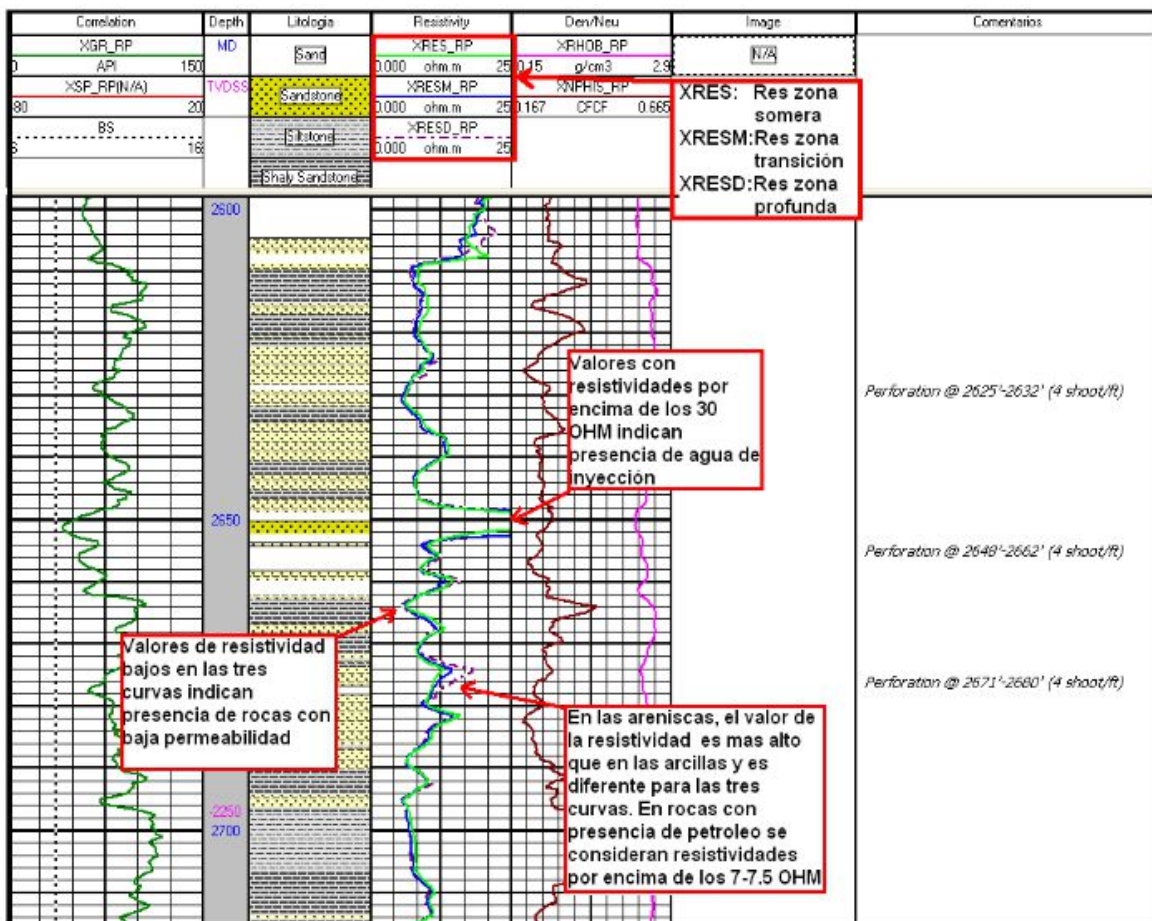 Correlation
Depth
Litologia
Resistivity
Den/Neu
Image
Comentarios
XGR_RP
API 150
XSP_RP(N/A)
80 20
BS
16
MD
TVDSS
Sand
Sandstone
Siltstone
Shaly Sandstone
XRES_RP
0.000 ohm.m 25
XRESM_RP
0.000 ohm.m 25
XRESD_RP
0.000 ohm.m 25
XRHOB_RP
0.15 g/cm3 2.9
XNPHIS_RP
0.167 CFCF 0.665
N/A
XRES: Res zona
somera
XRESM:Res zona
transición
XRESD:Res zona
profunda
2600
Valores con
resistividades por
encima de los 30
OHM indican
presencia de agua de
inyección
Perforation @ 2625'-2632' (4 shoot/ft)
2650
Perforation @ 2648'-2662' (4 shoot/ft)
Valores de resistividad
bajos en las tres
curvas indican
presencia de rocas con
baja permeabilidad
Perforation @ 2671'-2680' (4 shoot/ft)
En las areniscas, el valor de
la resistividad es mas alto
que en las arcillas y es
diferente para las tres
curvas. En rocas con
presencia de petroleo se
consideran resistividades
por encima de los 7-7.5 OHM
-2250
2700